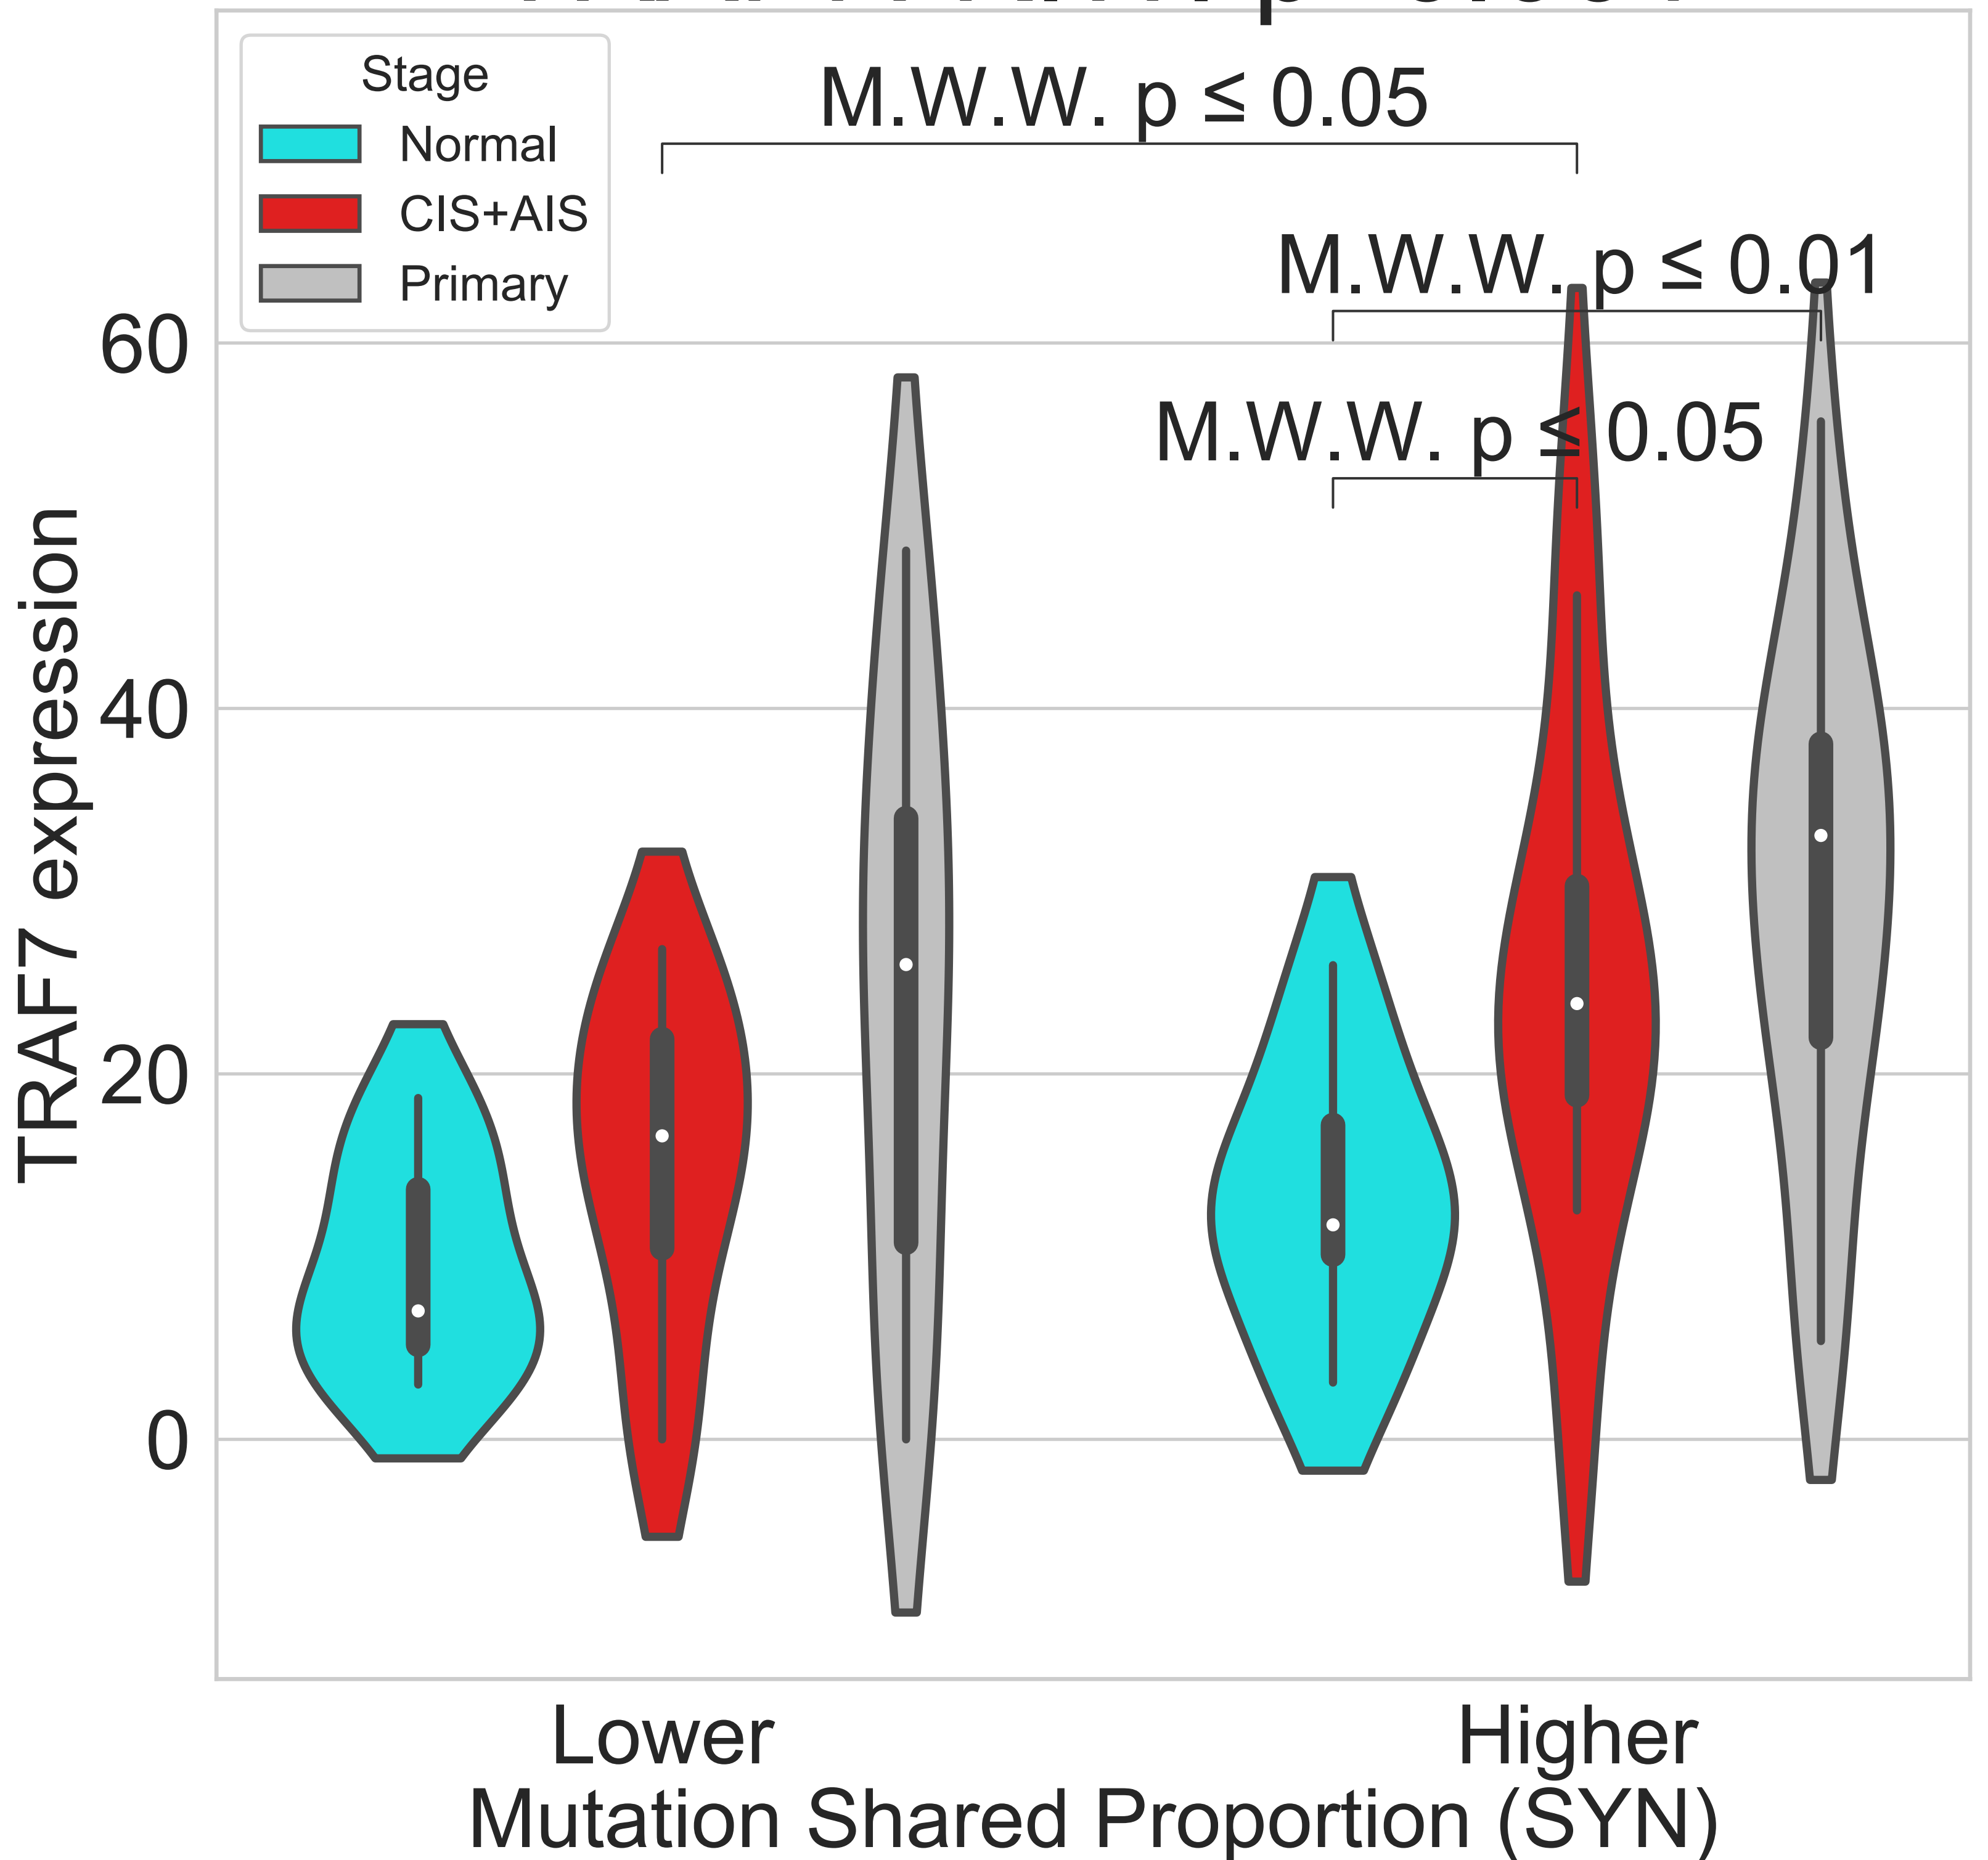 Stage
Normal
CIS+AIS
Primary
M.W.W. p ≤ 0.05
M.W.W. p ≤ 0.01
M.W.W. p ≤ 0.05
60
40
20
0
TRAF7 expression
Lower
Higher
Mutation Shared Proportion (SYN)